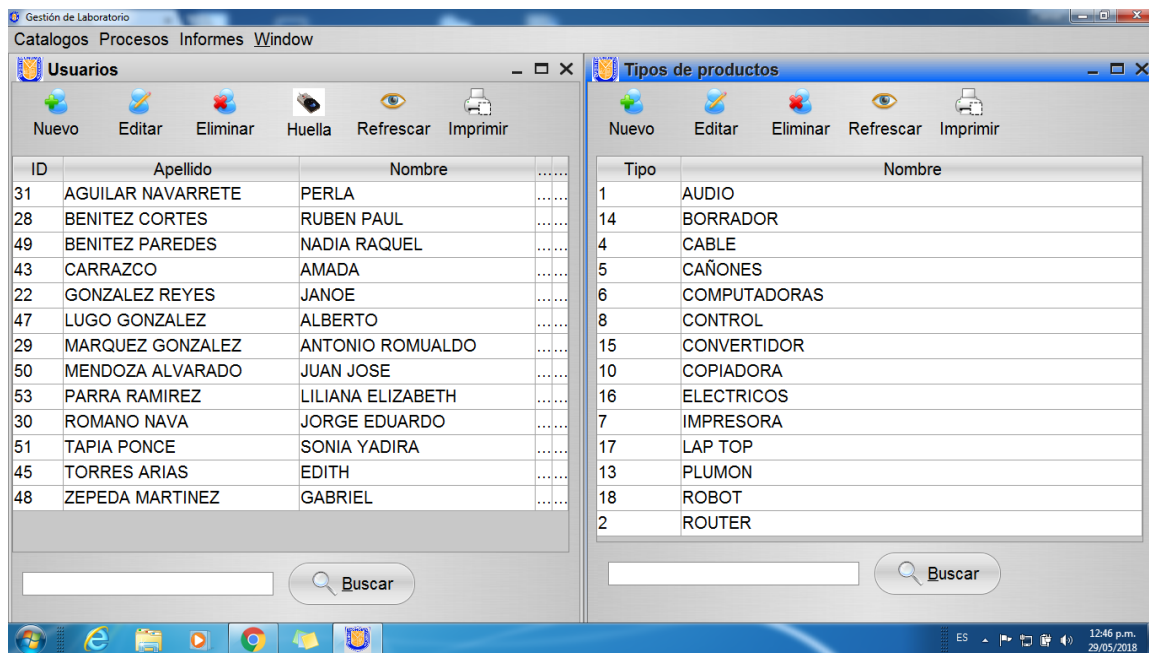 Gestión de Laboratorio
Catalogos Procesos Informes Window
Usuarios
Nuevo Editar Eliminar Huella Refrescar Imprimir
ID Apellido Nombre ... ...
31 AGUILAR NAVARRETE PERLA ... ...
28 BENITEZ CORTES RUBEN PAUL ... ...
49 BENITEZ PAREDES NADIA RAQUEL ... ...
43 CARRAZCO AMADA ... ...
22 GONZALEZ REYES JANOE ... ...
47 LUGO GONZALEZ ALBERTO ... ...
29 MARQUEZ GONZALEZ ANTONIO ROMUALDO ... ...
50 MENDOZA ALVARADO JUAN JOSE ... ...
53 PARRA RAMIREZ LILIANA ELIZABETH ... ...
30 ROMANO NAVA JORGE EDUARDO ... ...
51 TAPIA PONCE SONIA YADIRA ... ...
45 TORRES ARIAS EDITH ... ...
48 ZEPEDA MARTINEZ GABRIEL ... ...
Buscar
Tipos de productos
Nuevo Editar Eliminar Refrescar Imprimir
Tipo Nombre
1 AUDIO
14 BORRADOR
4 CABLE
5 CAÑONES
6 COMPUTADORAS
8 CONTROL
15 CONVERTIDOR
10 COPIADORA
16 ELECTRICOS
7 IMPRESORA
17 LAP TOP
13 PLUMON
18 ROBOT
2 ROUTER
Buscar
ES
12:46 p.m.
29/05/2018